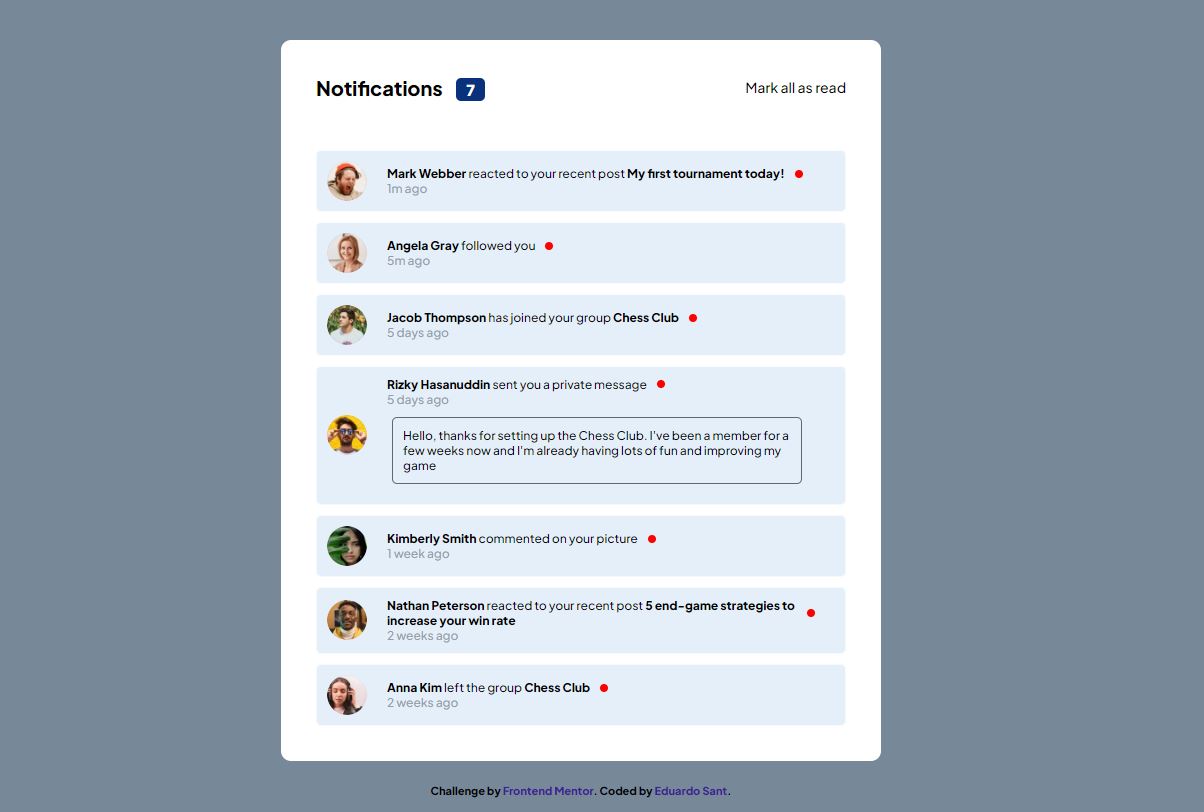 Notifications 7 Mark all as read
Mark Webber reacted to your recent post My first tournament today!
1m ago
Angela Gray followed you
5m ago
Jacob Thompson has joined your group Chess Club
5 days ago
Rizky Hasanuddin sent you a private message
5 days ago
Hello, thanks for setting up the Chess Club. I've been a member for a
few weeks now and I'm already having lots of fun and improving my
game
Kimberly Smith commented on your picture
1 week ago
Nathan Peterson reacted to your recent post 5 end-game strategies to
increase your win rate
2 weeks ago
Anna Kim left the group Chess Club
2 weeks ago
Challenge by Frontend Mentor. Coded by Eduardo Sant.